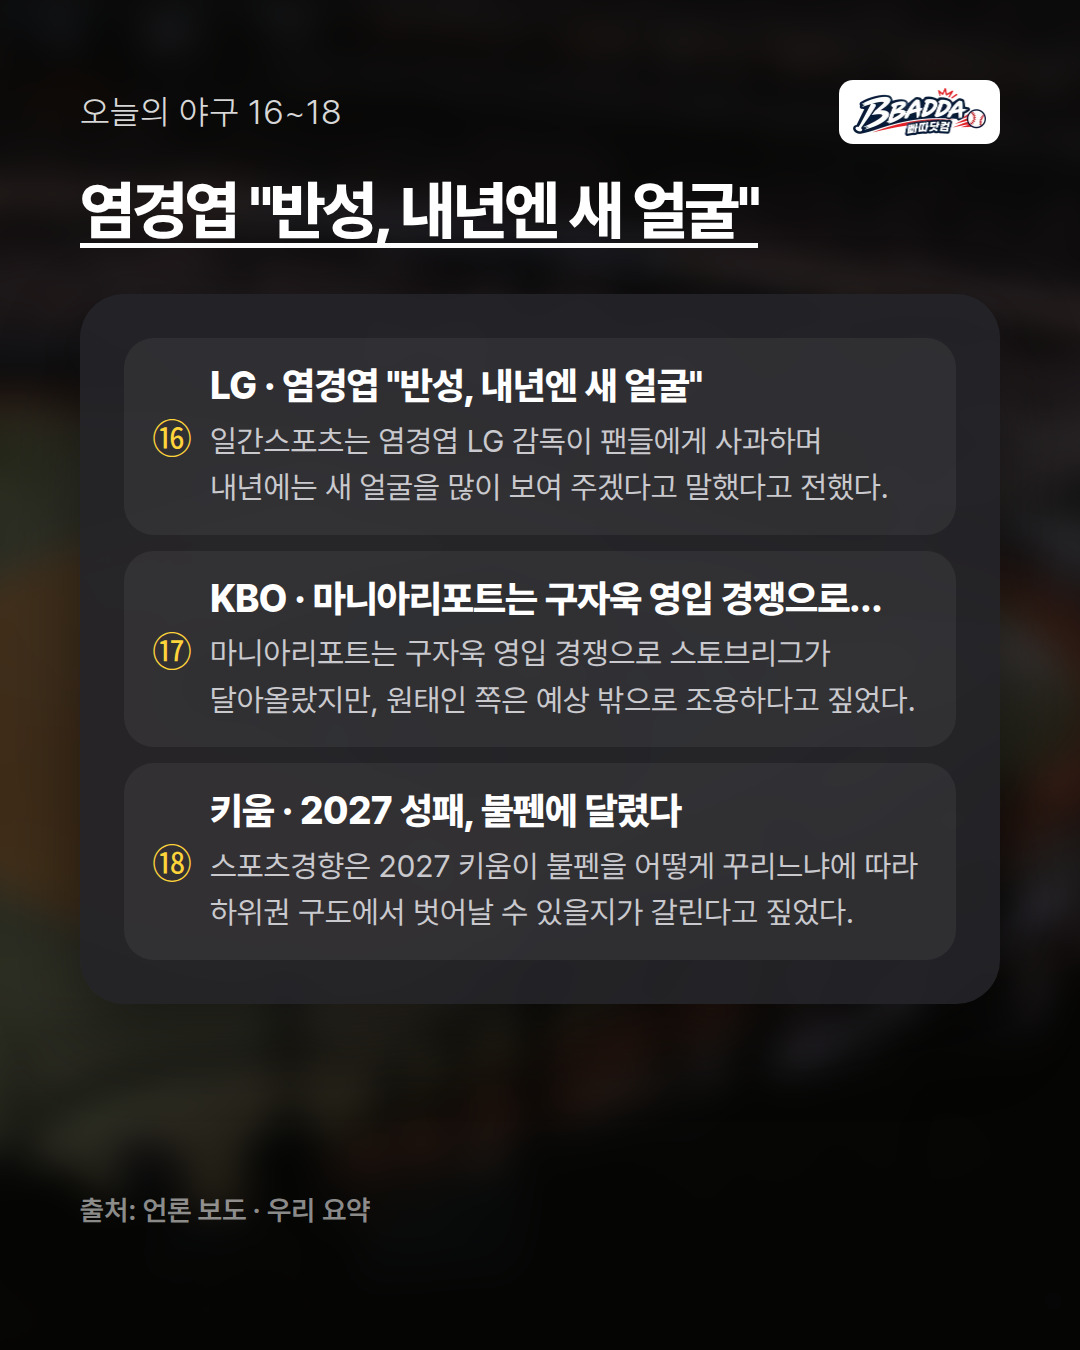 오늘의 야구 16~18
BBADDA
빠따닷컴
염경엽 "반성, 내년엔 새 얼굴"
LG · 염경엽 "반성, 내년엔 새 얼굴"
⑯ 일간스포츠는 염경엽 LG 감독이 팬들에게 사과하며
내년에는 새 얼굴을 많이 보여 주겠다고 말했다고 전했다.
KBO · 마니아리포트는 구자욱 영입 경쟁으로...
⑰ 마니아리포트는 구자욱 영입 경쟁으로 스토브리그가
달아올랐지만, 원태인 쪽은 예상 밖으로 조용하다고 짚었다.
키움 · 2027 성패, 불펜에 달렸다
⑱ 스포츠경향은 2027 키움이 불펜을 어떻게 꾸리느냐에 따라
하위권 구도에서 벗어날 수 있을지가 갈린다고 짚었다.
출처: 언론 보도 · 우리 요약